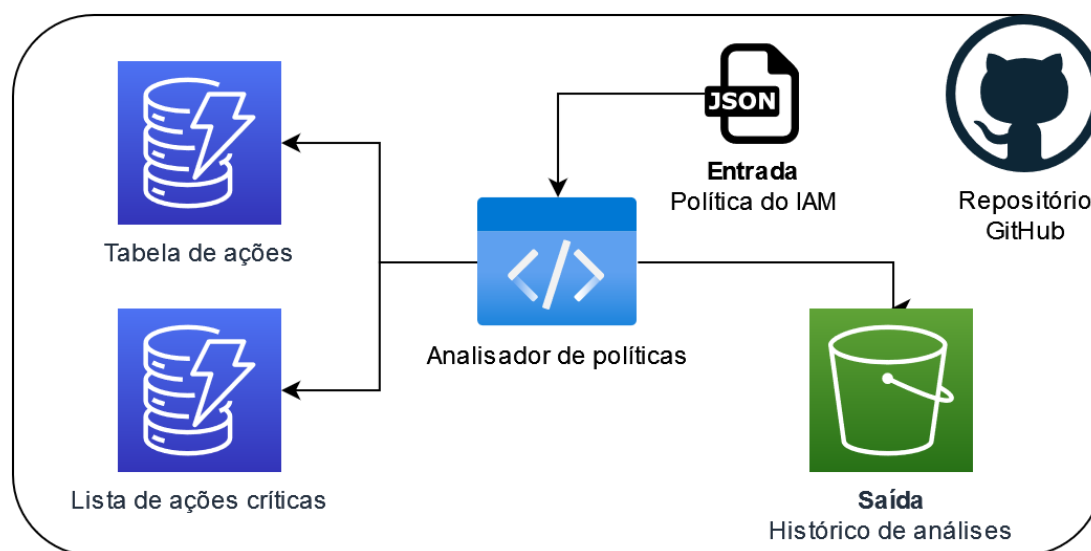 JSON
Entrada
Política do IAM
Repositório
GitHub
Tabela de ações
Analisador de políticas
Lista de ações críticas
Saída
Histórico de análises